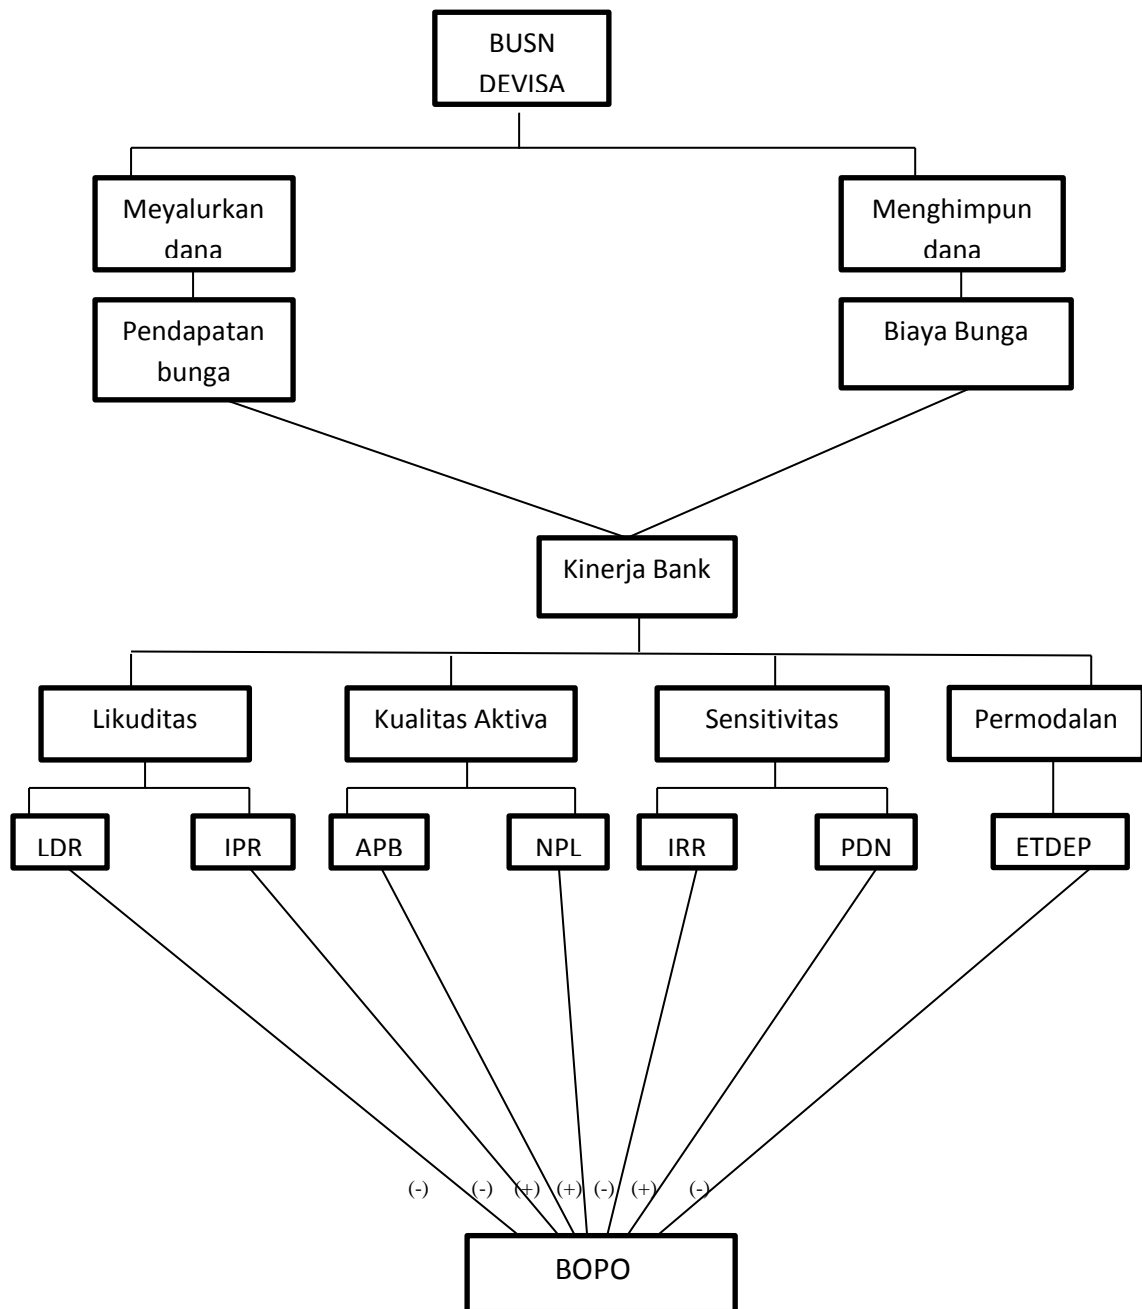 BUSN
DEVISA
Meyalurkan
dana
Menghimpun
dana
Pendapatan
bunga
Biaya Bunga
Kinerja Bank
Likuditas
Kualitas Aktiva
Sensitivitas
Permodalan
LDR
IPR
APB
NPL
IRR
PDN
ETDEP
(-) (-) (+) (+) (-) (+) (-)
BOPO